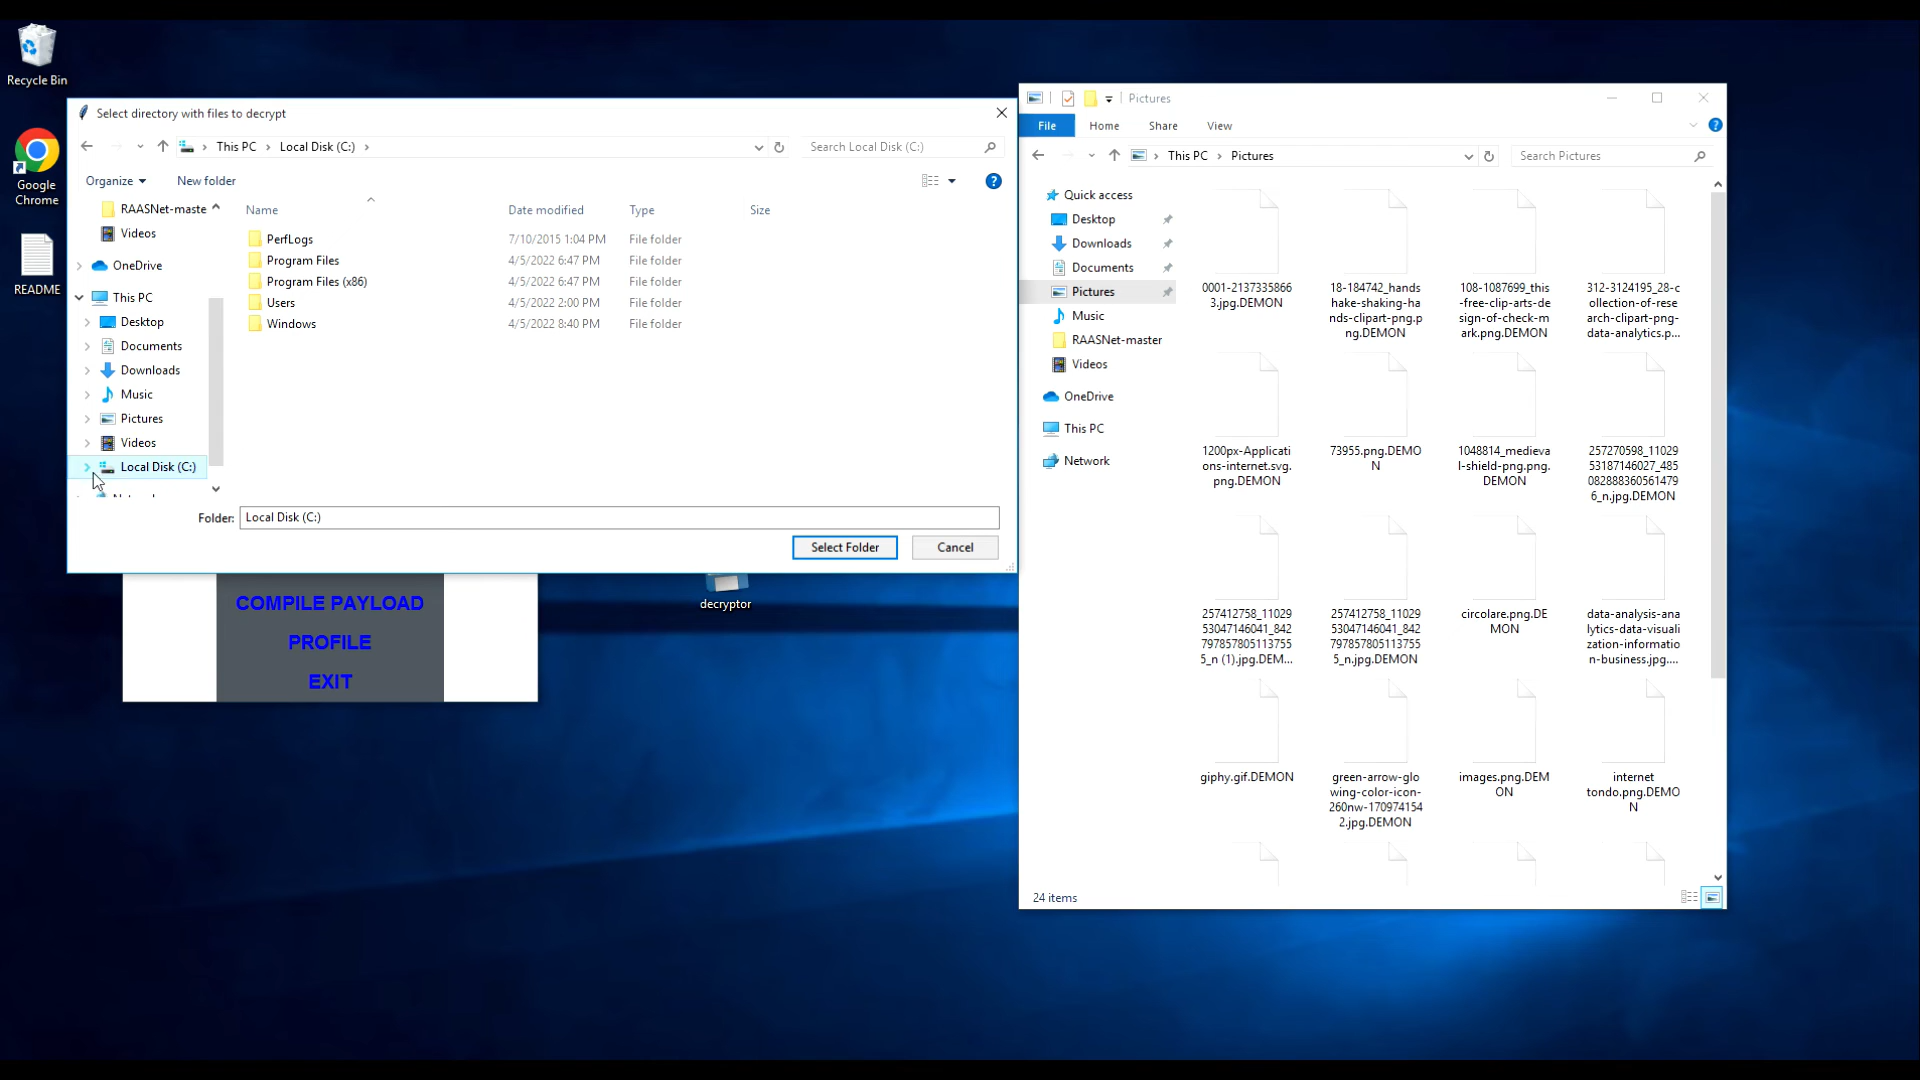 Recycle Bin
Google
Chrome
README
Select directory with files to decrypt
This PC
Local Disk (C:)
Search Local Disk (C:)
Organize
New folder
RAASNet-maste
Videos
OneDrive
This PC
Desktop
Documents
Downloads
Music
Pictures
Videos
Local Disk (C:)
Name Date modified Type Size
PerfLogs 7/10/2015 1:04 PM File folder
Program Files 4/5/2022 6:47 PM File folder
Program Files (x86) 4/5/2022 6:47 PM File folder
Users 4/5/2022 2:00 PM File folder
Windows 4/5/2022 8:40 PM File folder
Folder: Local Disk (C:)
Select Folder Cancel
COMPILE PAYLOAD
PROFILE
EXIT
decryptor
Pictures
File Home Share View
This PC
Pictures
Search Pictures
Quick access
Desktop
Downloads
Documents
Pictures
Music
RAASNet-master
Videos
OneDrive
This PC
Network
0001-2137335866
3.jpg.DEMON
18-184742_hands
hake-shaking-ha
nds-clipart-png.p
ng.DEMON
108-1087699_this
-free-clip-arts-de
sign-of-check-m
ark.png.DEMON
312-3124195_28-c
ollection-of-rese
arch-clipart-png-
data-analytics.p...
1200px-Applicati
ons-internet.svg.
png.DEMON
73955.png.DEMO
N
1048814_medieva
l-shield-png.png.
DEMON
257270598_11029
53187146027_485
082888360561479
6_n.jpg.DEMON
257412758_11029
53047146041_842
797857805113755
5_n (1).jpg.DEM...
257412758_11029
53047146041_842
797857805113755
5_n.jpg.DEMON
circolare.png.DE
MON
data-analysis-ana
lytics-data-visuali
zation-informatio
n-business.jpg....
giphy.gif.DEMON
green-arrow-glo
wing-color-icon-
260nw-170974154
2.jpg.DEMON
images.png.DEM
ON
internet
tondo.png.DEMO
N
24 items